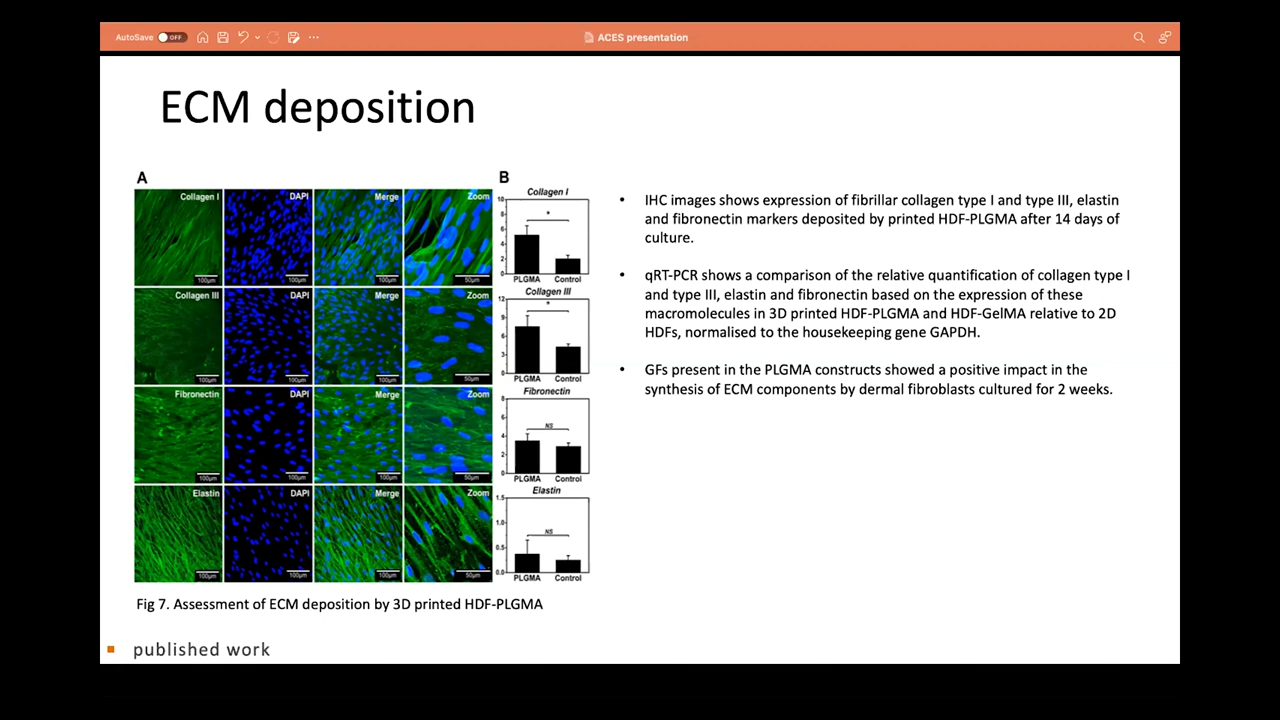 AutoSave OFF
ACES presentation
ECM deposition
A
Collagen I DAPI Merge Zoom
100μm 100μm 100μm 50μm
Collagen III DAPI Merge Zoom
100μm 100μm 100μm 50μm
Fibronectin DAPI Merge Zoom
100μm 100μm 100μm 50μm
Elastin DAPI Merge Zoom
100μm 100μm 100μm 50μm
B
Collagen I
10
8
6
4
2
0
*
PLGMA Control
Collagen III
12
9
6
3
0
*
PLGMA Control
Fibronectin
8
6
4
2
0
NS
PLGMA Control
Elastin
1.5
1.0
0.5
0.0
NS
PLGMA Control
Fig 7. Assessment of ECM deposition by 3D printed HDF-PLGMA
• IHC images shows expression of fibrillar collagen type I and type III, elastin
and fibronectin markers deposited by printed HDF-PLGMA after 14 days of
culture.
• qRT-PCR shows a comparison of the relative quantification of collagen type I
and type III, elastin and fibronectin based on the expression of these
macromolecules in 3D printed HDF-PLGMA and HDF-GelMA relative to 2D
HDFs, normalised to the housekeeping gene GAPDH.
• GFs present in the PLGMA constructs showed a positive impact in the
synthesis of ECM components by dermal fibroblasts cultured for 2 weeks.
published work